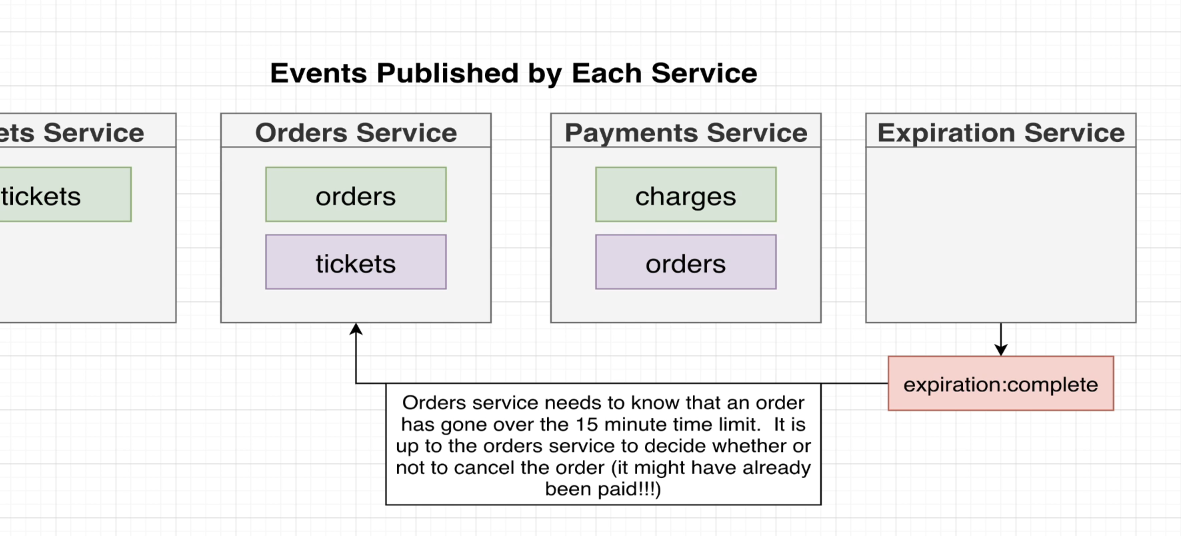 Events Published by Each Service
ets Service
Orders Service
Payments Service
Expiration Service
tickets
orders
charges
tickets
orders
expiration:complete
Orders service needs to know that an order
has gone over the 15 minute time limit.  It is
up to the orders service to decide whether or
not to cancel the order (it might have already
been paid!!!)